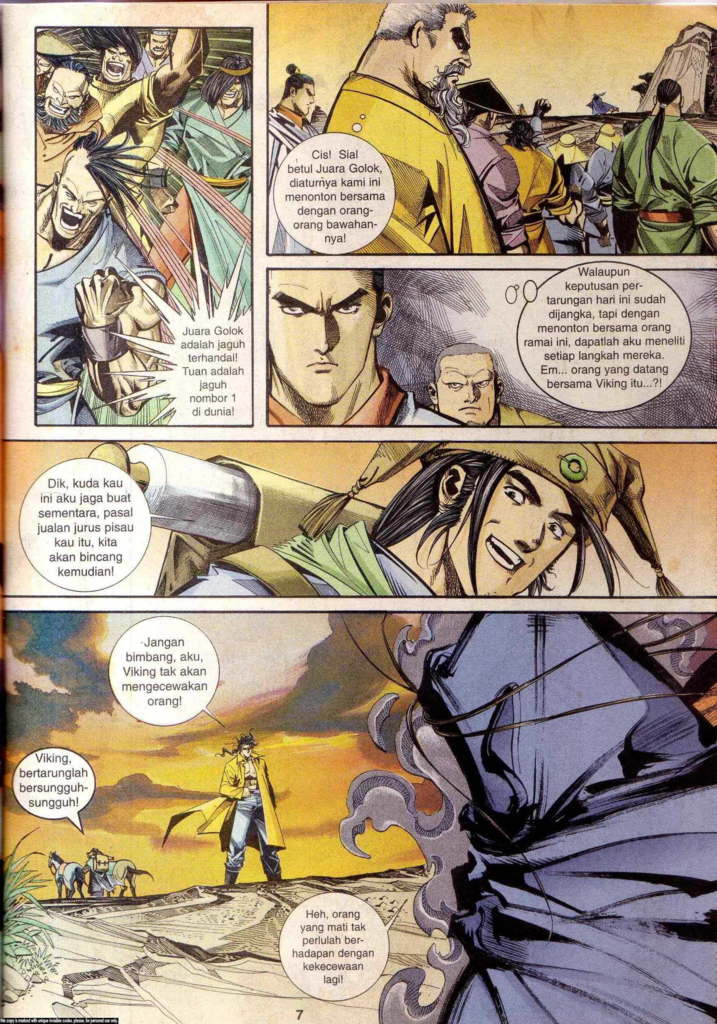 Juara Golok
adalah jaguh
terhandal!
Tuan adalah
jaguh
nombor 1
di dunia!
Cis! Sial
betul Juara Golok,
diaturnya kami ini
menonton bersama
dengan orang-
orang bawahan-
nya!
Walaupun
keputusan per-
tarungan hari ini sudah
dijangka, tapi dengan
menonton bersama orang
ramai ini, dapatlah aku meneliti
setiap langkah mereka.
Em... orang yang datang
bersama Viking itu...?!
Dik, kuda kau
ini aku jaga buat
sementara, pasal
jualan jurus pisau
kau itu, kita
akan bincang
kemudian!
Jangan
bimbang, aku,
Viking tak akan
mengecewakan
orang!
Viking,
bertarunglah
bersungguh-
sungguh!
Heh, orang
yang mati tak
perlulah ber-
hadapan dengan
kekecewaan
lagi!
7